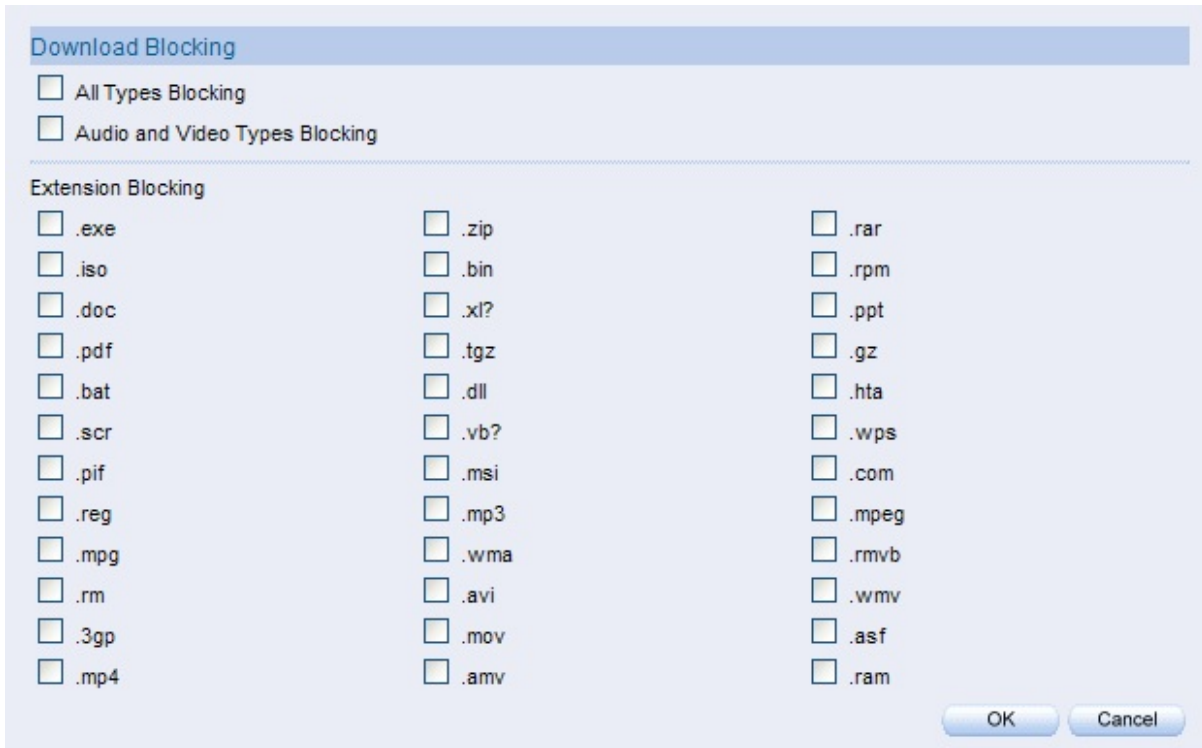 Download Blocking
All Types Blocking
Audio and Video Types Blocking
Extension Blocking
.exe .zip .rar
.iso .bin .rpm
.doc .xl? .ppt
.pdf .tgz .gz
.bat .dll .hta
.scr .vb? .wps
.pif .msi .com
.reg .mp3 .mpeg
.mpg .wma .rmvb
.rm .avi .wmv
.3gp .mov .asf
.mp4 .amv .ram
OK Cancel